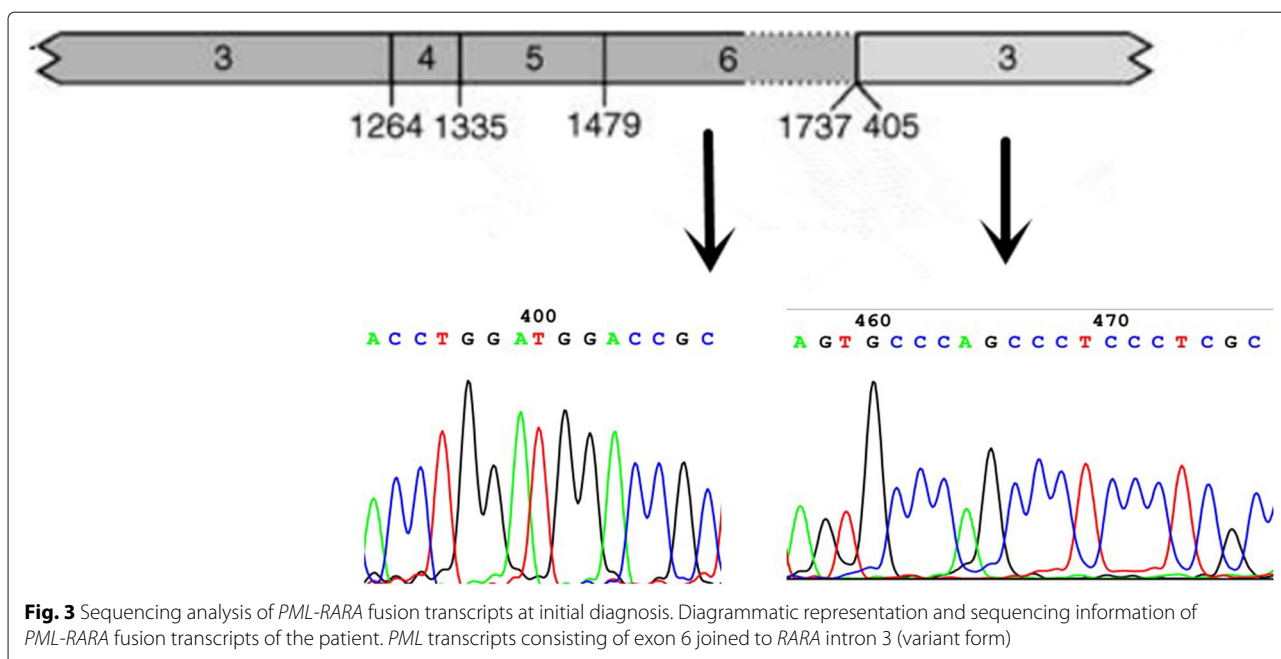 3 4 5 6 3
1264 1335 1479 1737 405
400
A C C T G G A T G G A C C G C
460 470
A G T G C C C A G C C C T C C C T C G C
Fig. 3 Sequencing analysis of PML-RARA fusion transcripts at initial diagnosis. Diagrammatic representation and sequencing information of
PML-RARA fusion transcripts of the patient. PML transcripts consisting of exon 6 joined to RARA intron 3 (variant form)